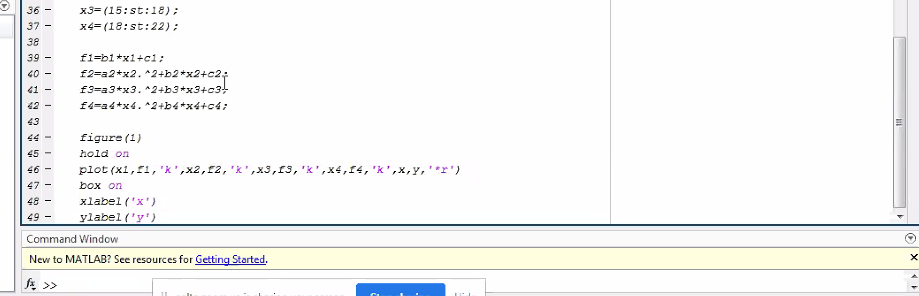 36 - x3=(15:st:18);
37 - x4=(18:st:22);
38
39 - f1=b1*x1+c1;
40 - f2=a2*x2.^2+b2*x2+c2;
41 - f3=a3*x3.^2+b3*x3+c3;
42 - f4=a4*x4.^2+b4*x4+c4;
43
44 - figure(1)
45 - hold on
46 - plot(x1,f1,'k',x2,f2,'k',x3,f3,'k',x4,f4,'k',x,y,'*r')
47 - box on
48 - xlabel('x')
49 - ylabel('y')
Command Window
New to MATLAB? See resources for Getting Started.
fx >>